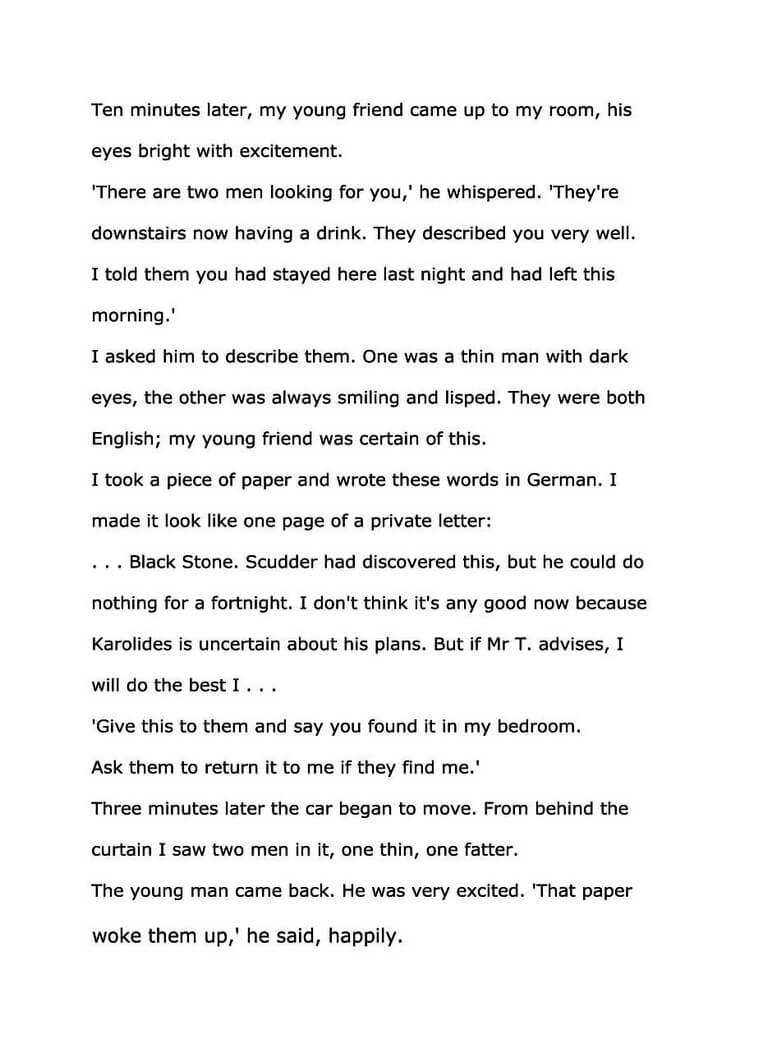 Ten minutes later, my young friend came up to my room, his
eyes bright with excitement.
'There are two men looking for you,' he whispered. 'They're
downstairs now having a drink. They described you very well.
I told them you had stayed here last night and had left this
morning.'
I asked him to describe them. One was a thin man with dark
eyes, the other was always smiling and lisped. They were both
English; my young friend was certain of this.
I took a piece of paper and wrote these words in German. I
made it look like one page of a private letter:
. . . Black Stone. Scudder had discovered this, but he could do
nothing for a fortnight. I don't think it's any good now because
Karolides is uncertain about his plans. But if Mr T. advises, I
will do the best I . . .
'Give this to them and say you found it in my bedroom.
Ask them to return it to me if they find me.'
Three minutes later the car began to move. From behind the
curtain I saw two men in it, one thin, one fatter.
The young man came back. He was very excited. 'That paper
woke them up,' he said, happily.